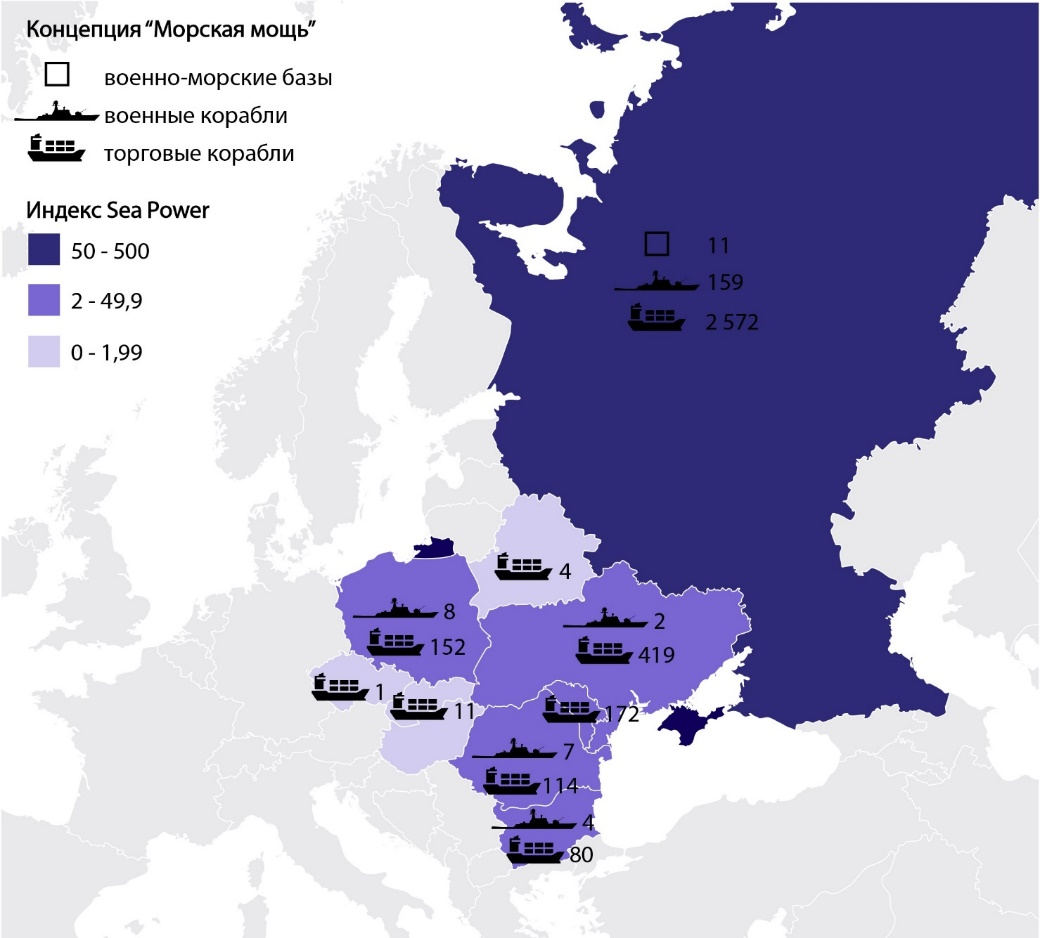 Концепция “Морская мощь”
военно-морские базы
военные корабли
торговые корабли
Индекс Sea Power
50 - 500
2 - 49,9
0 - 1,99
11
159
2 572
4
8
152
2
419
1
11
172
7
114
4
80